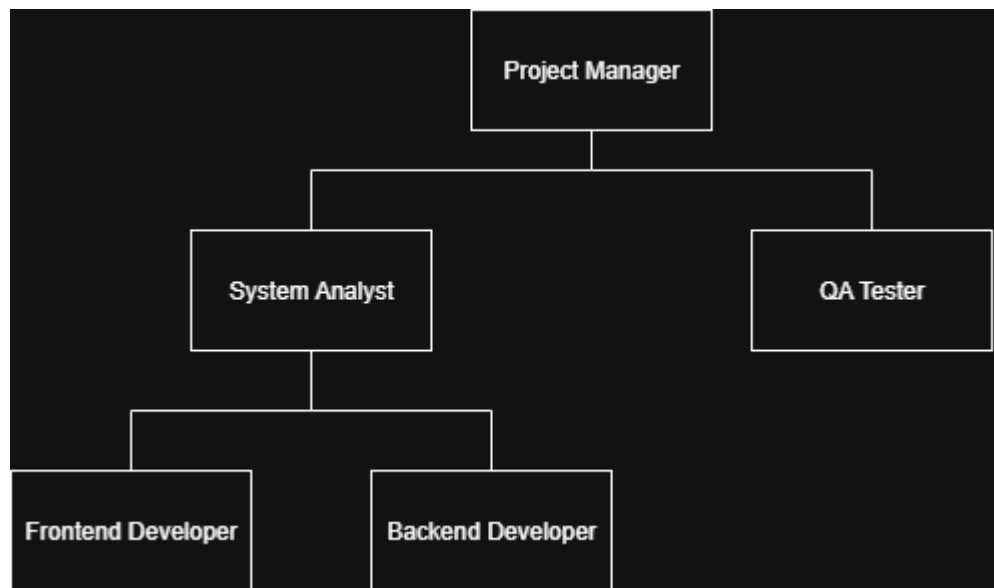 Project Manager
System Analyst
QA Tester
Frontend Developer
Backend Developer